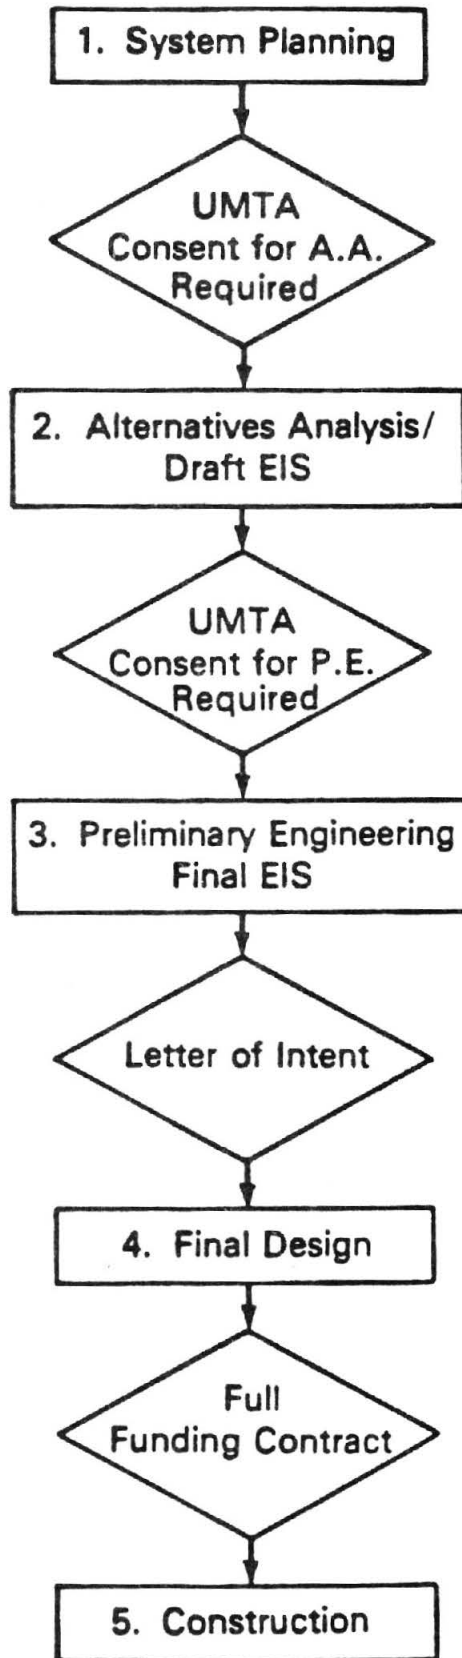 1. System Planning
UMTA
Consent for A.A.
Required
2. Alternatives Analysis/
Draft EIS
UMTA
Consent for P.E.
Required
3. Preliminary Engineering
Final EIS
Letter of Intent
4. Final Design
Full
Funding Contract
5. Construction